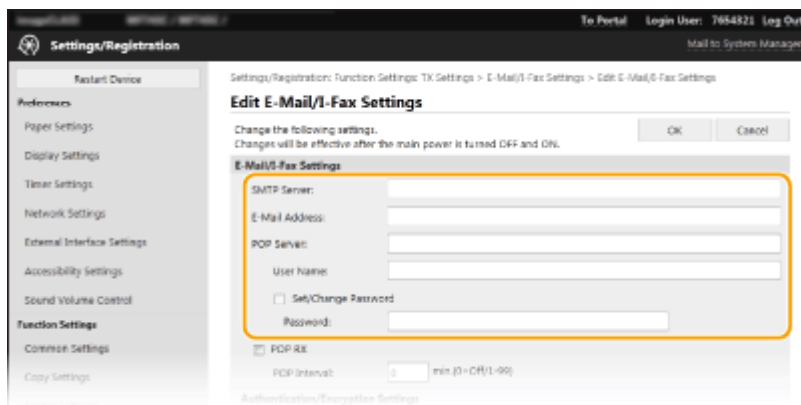 To Portal Login User: 7654321 Log Out
Settings/Registration
Mail to System Manager
Restart Device
Settings/Registration: Function Settings: TX Settings > E-Mail/I-Fax Settings > Edit E-Mail/I-Fax Settings
Preferences
Edit E-Mail/I-Fax Settings
Paper Settings
Change the following settings.
Changes will be effective after the main power is turned OFF and ON.
OK
Cancel
Display Settings
E-Mail/I-Fax Settings
Timer Settings
SMTP Server:
Network Settings
E-Mail Address:
External Interface Settings
POP Server:
Accessibility Settings
User Name:
Sound Volume Control
Set/Change Password
Function Settings
Password:
Common Settings
POP RX
Copy Settings
POP Interval: 0 min.(0=Off/1-99)
Authentication/Encryption Settings